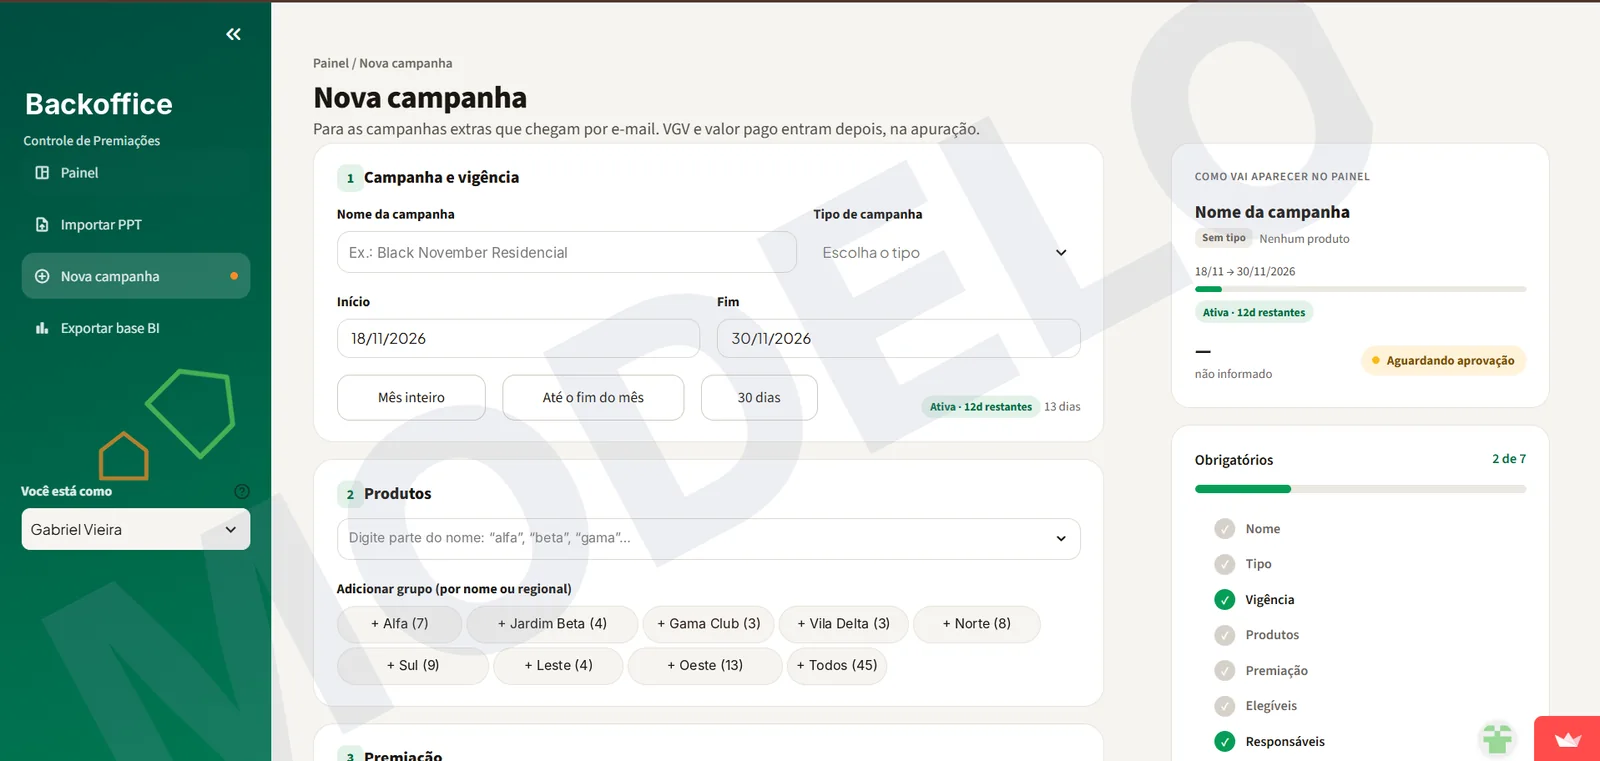 Backoffice
Controle de Premiações
Painel
Importar PPT
Nova campanha
Exportar base BI
Você está como
?
Gabriel Vieira
Painel / Nova campanha
Nova campanha
Para as campanhas extras que chegam por e-mail. VGV e valor pago entram depois, na apuração.
1 Campanha e vigência
Nome da campanha Tipo de campanha
Ex.: Black November Residencial Escolha o tipo
Início Fim
18/11/2026 30/11/2026
Mês inteiro Até o fim do mês 30 dias Ativa · 12d restantes 13 dias
2 Produtos
Digite parte do nome: “alfa”, “beta”, “gama”...
Adicionar grupo (por nome ou regional)
+ Alfa (7) + Jardim Beta (4) + Gama Club (3) + Vila Delta (3) + Norte (8)
+ Sul (9) + Leste (4) + Oeste (13) + Todos (45)
3 Premiação
COMO VAI APARECER NO PAINEL
Nome da campanha
Sem tipo Nenhum produto
18/11 → 30/11/2026
Ativa · 12d restantes
—
não informado
Aguardando aprovação
Obrigatórios 2 de 7
Nome
Tipo
Vigência
Produtos
Premiação
Elegíveis
Responsáveis
MODELO